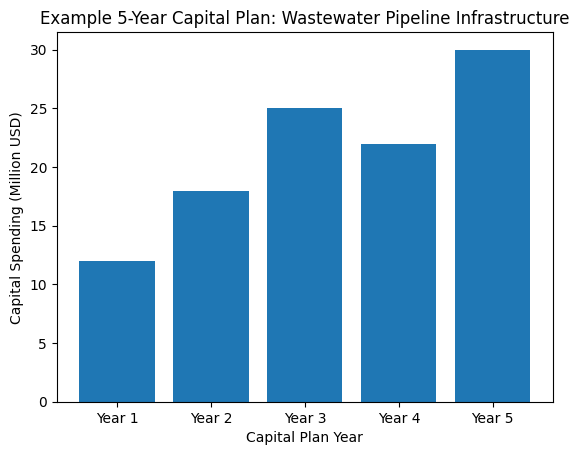 Example 5-Year Capital Plan: Wastewater Pipeline Infrastructure
Capital Spending (Million USD)
30
25
20
15
10
5
0
Year 1 Year 2 Year 3 Year 4 Year 5
Capital Plan Year